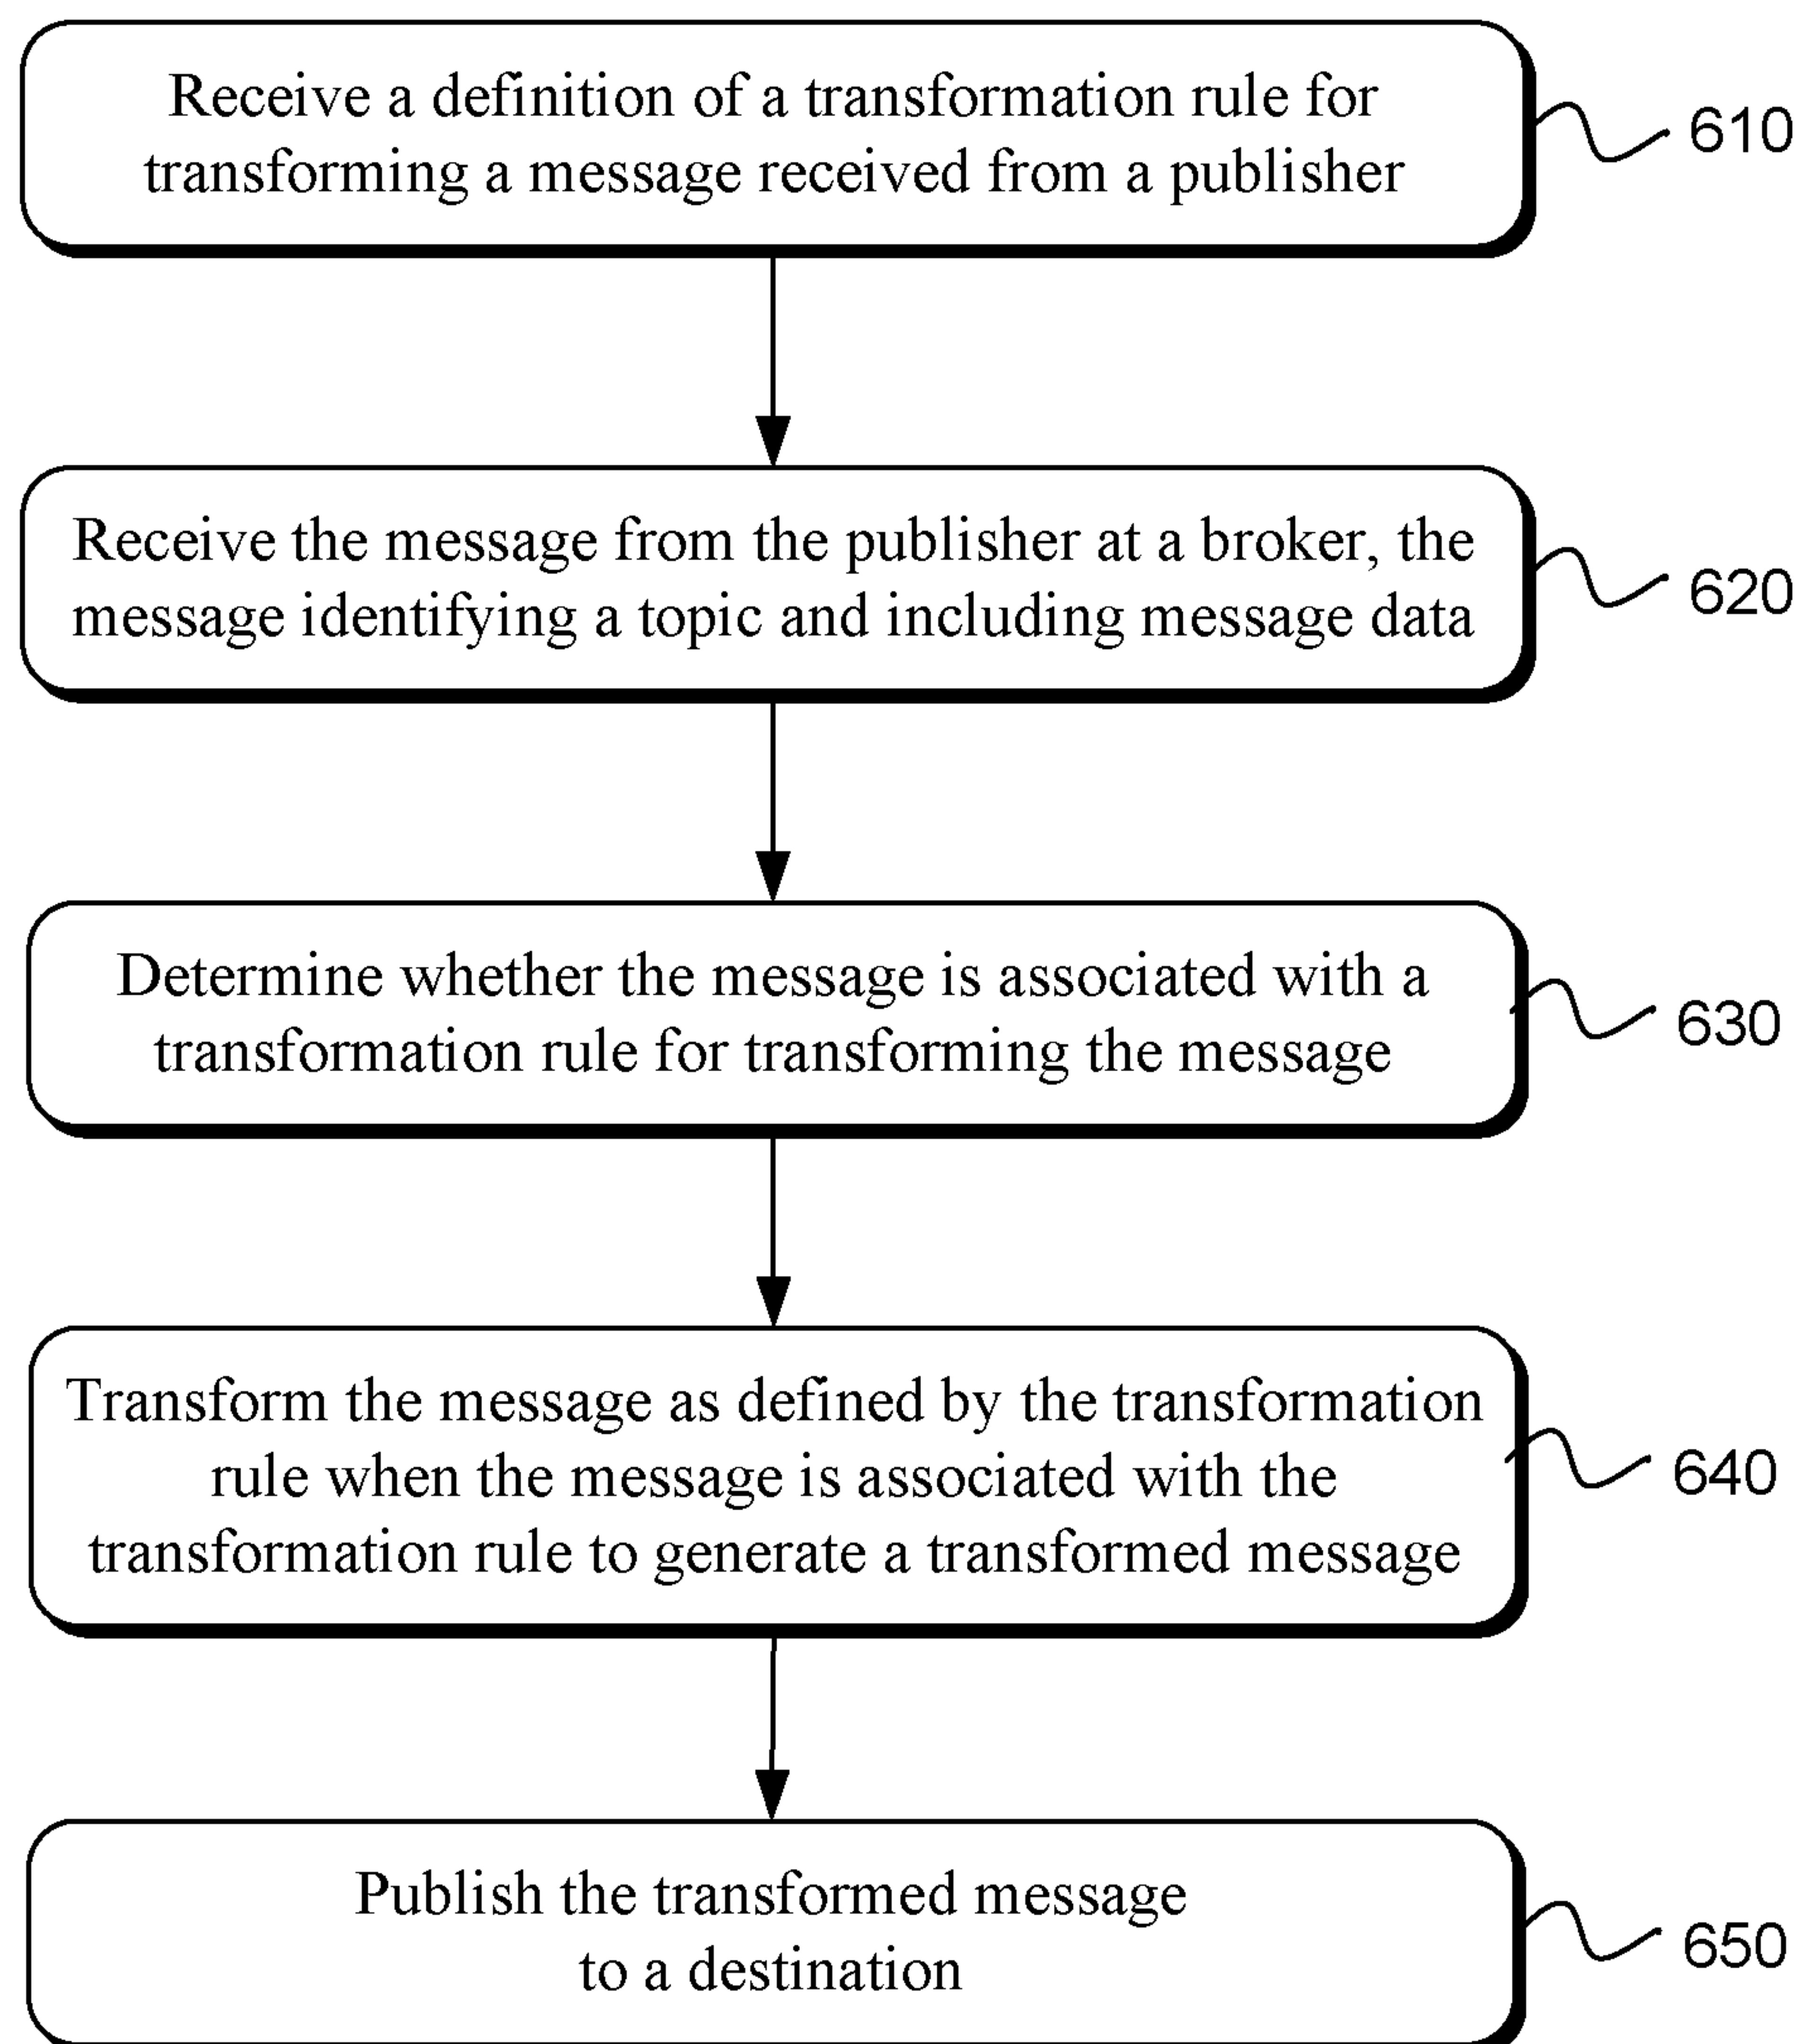 Receive a definition of a transformation rule for
transforming a message received from a publisher
610
Receive the message from the publisher at a broker, the
message identifying a topic and including message data
620
Determine whether the message is associated with a
transformation rule for transforming the message
630
Transform the message as defined by the transformation
rule when the message is associated with the
transformation rule to generate a transformed message
640
Publish the transformed message
to a destination
650